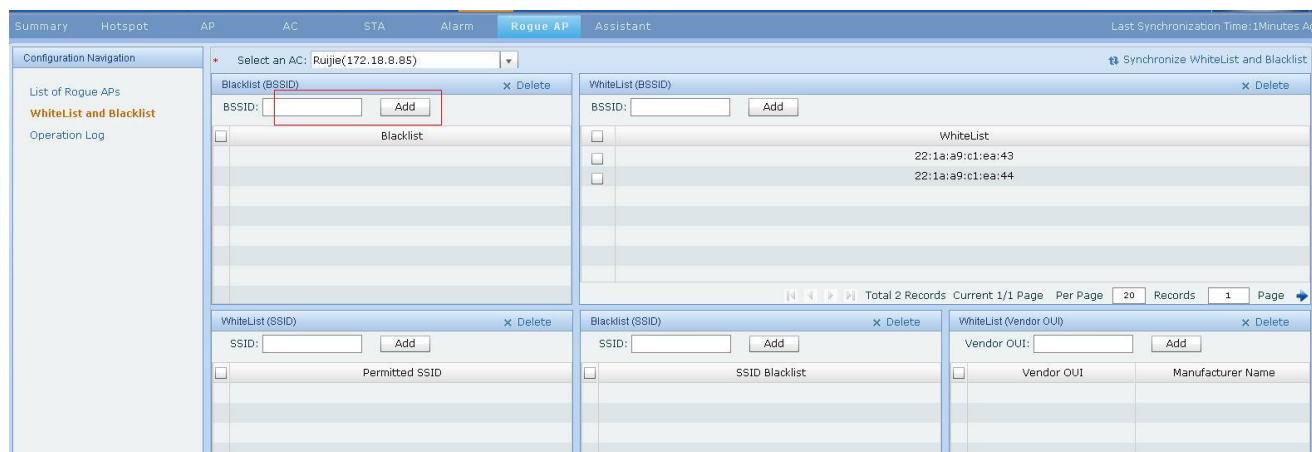 Summary Hotspot AP AC STA Alarm Rogue AP Assistant Last Synchronization Time:1Minutes
Configuration Navigation
List of Rogue APs
WhiteList and Blacklist
Operation Log
* Select an AC: Ruijie(172.18.8.85) Synchronize WhiteList and Blacklist
Blacklist (BSSID) x Delete
BSSID: Add
Blacklist
WhiteList (BSSID) x Delete
BSSID: Add
WhiteList
22:1a:a9:c1:ea:43
22:1a:a9:c1:ea:44
Total 2 Records Current 1/1 Page Per Page 20 Records 1 Page
WhiteList (SSID) x Delete
SSID: Add
Permitted SSID
Blacklist (SSID) x Delete
SSID: Add
SSID Blacklist
WhiteList (Vendor OUI) x Delete
Vendor OUI: Add
Vendor OUI Manufacturer Name